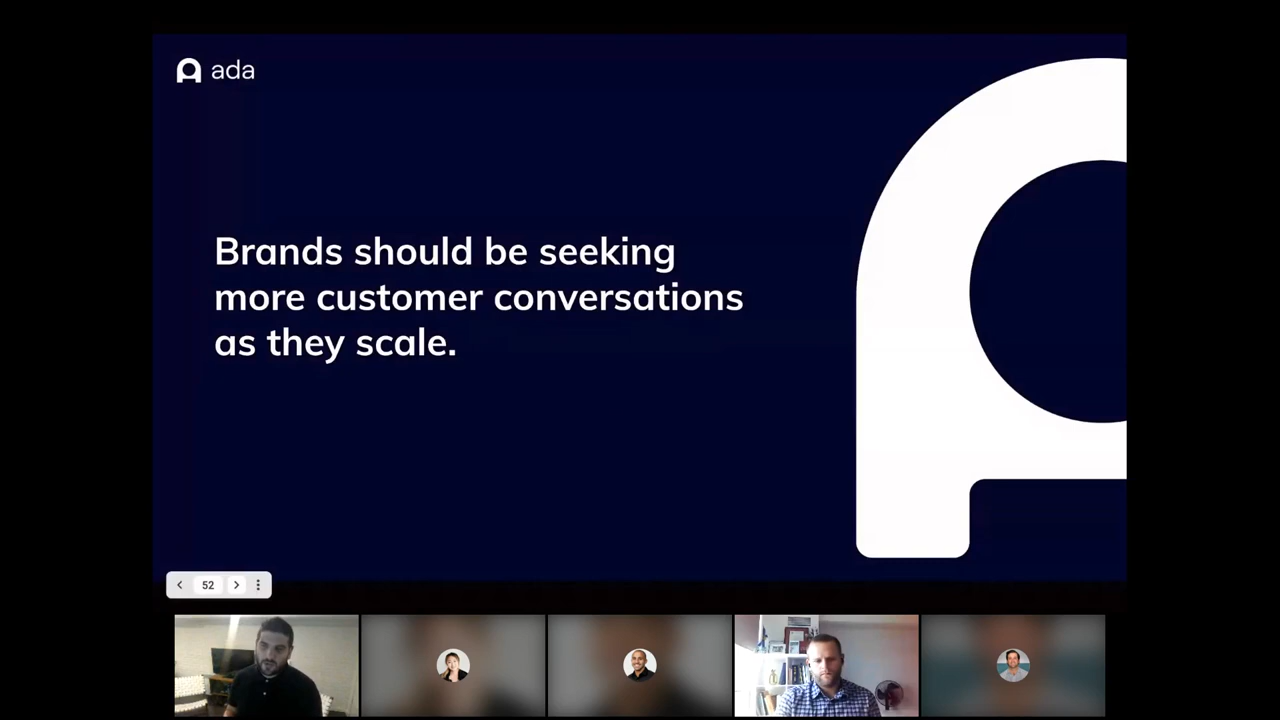 ada
Brands should be seeking
more customer conversations
as they scale.
52